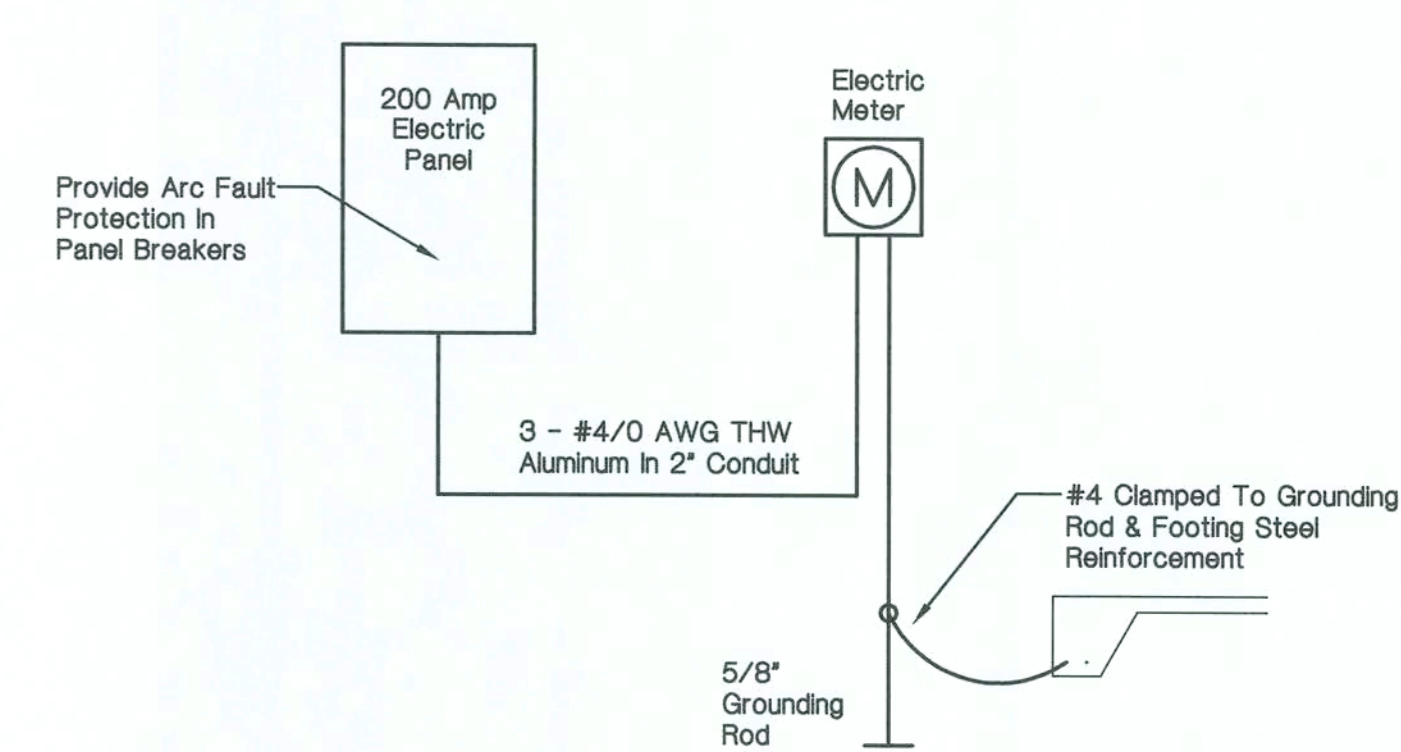 200 Amp
Electric
Panel
Electric
Meter
M
Provide Arc Fault
Protection In
Panel Breakers
3 - #4/0 AWG THW
Aluminum In 2" Conduit
#4 Clamped To Grounding
Rod & Footing Steel
Reinforcement
5/8"
Grounding
Rod